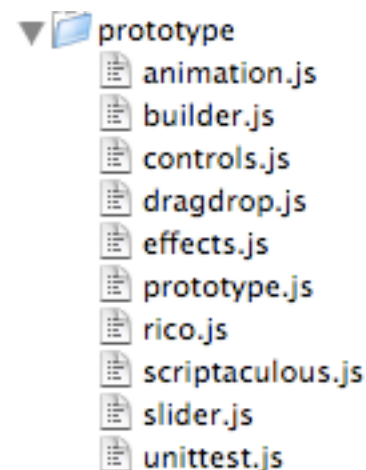 prototype
animation.js
builder.js
controls.js
dragdrop.js
effects.js
prototype.js
rico.js
scriptaculous.js
slider.js
unittest.js